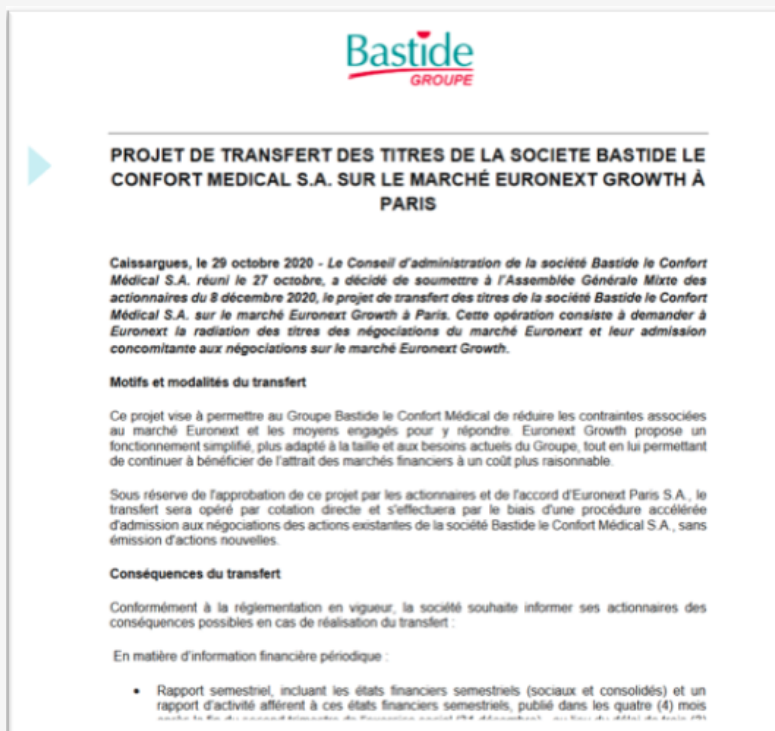 Bastide
GROUPE
PROJET DE TRANSFERT DES TITRES DE LA SOCIETE BASTIDE LE
CONFORT MEDICAL S.A. SUR LE MARCHÉ EURONEXT GROWTH À
PARIS
Caissargues, le 29 octobre 2020 - Le Conseil d'administration de la société Bastide le Confort
Médical S.A. réuni le 27 octobre, a décidé de soumettre à l'Assemblée Générale Mixte des
actionnaires du 8 décembre 2020, le projet de transfert des titres de la société Bastide le Confort
Médical S.A. sur le marché Euronext Growth à Paris. Cette opération consiste à demander à
Euronext la radiation des titres des négociations du marché Euronext et leur admission
concomitante aux négociations sur le marché Euronext Growth.
Motifs et modalités du transfert
Ce projet vise à permettre au Groupe Bastide le Confort Médical de réduire les contraintes associées
au marché Euronext et les moyens engagés pour y répondre. Euronext Growth propose un
fonctionnement simplifié, plus adapté à la taille et aux besoins actuels du Groupe, tout en lui permettant
de continuer à bénéficier de l'attrait des marchés financiers à un coût plus raisonnable.
Sous réserve de l'approbation de ce projet par les actionnaires et de l'accord d'Euronext Paris S.A., le
transfert sera opéré par cotation directe et s'effectuera par le biais d'une procédure accélérée
d'admission aux négociations des actions existantes de la société Bastide le Confort Médical S.A., sans
émission d'actions nouvelles.
Conséquences du transfert
Conformément à la réglementation en vigueur, la société souhaite informer ses actionnaires des
conséquences possibles en cas de réalisation du transfert :
En matière d'information financière périodique :
• Rapport semestriel, incluant les états financiers semestriels (sociaux et consolidés) et un
rapport d'activité afférent à ces états financiers semestriels, publié dans les quatre (4) mois